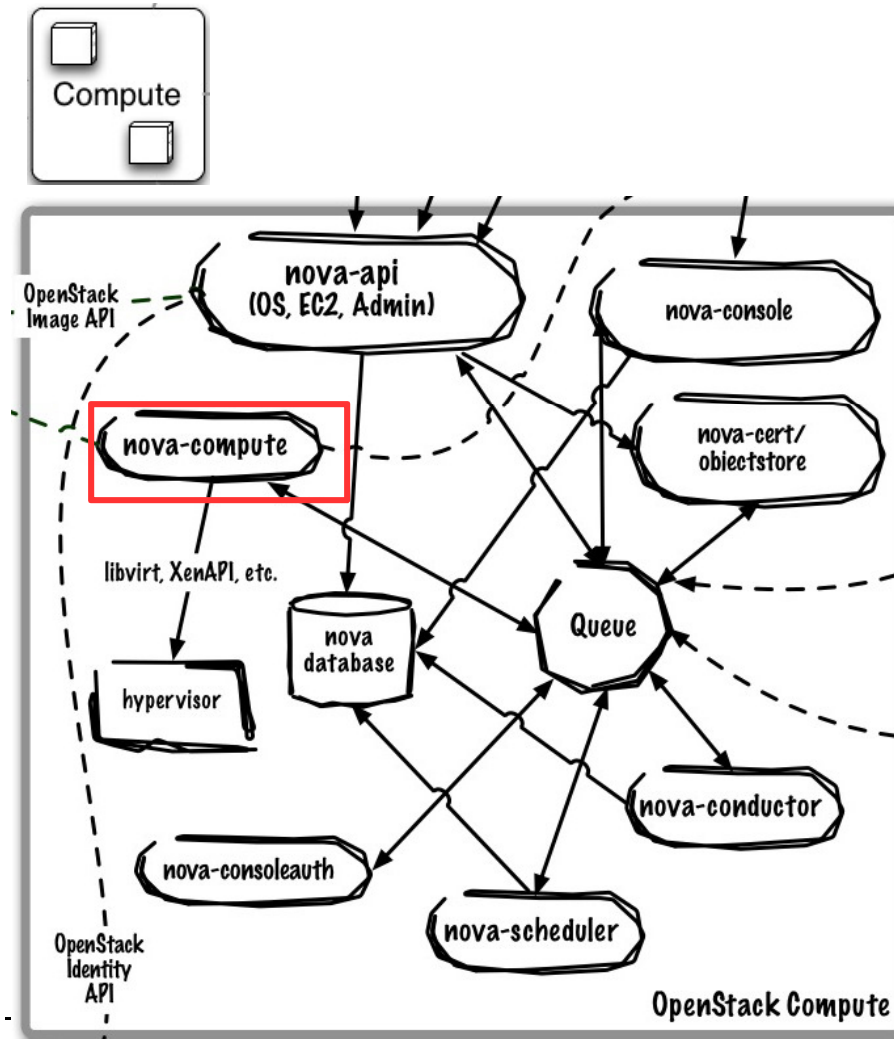 Compute
nova-api
(OS, EC2, Admin)
OpenStack
Image API
nova-console
nova-compute
nova-cert/
obiectstore
libvirt, XenAPI, etc.
nova
database
Queue
hypervisor
nova-conductor
nova-consoleauth
nova-scheduler
OpenStack
Identity
API
OpenStack Compute